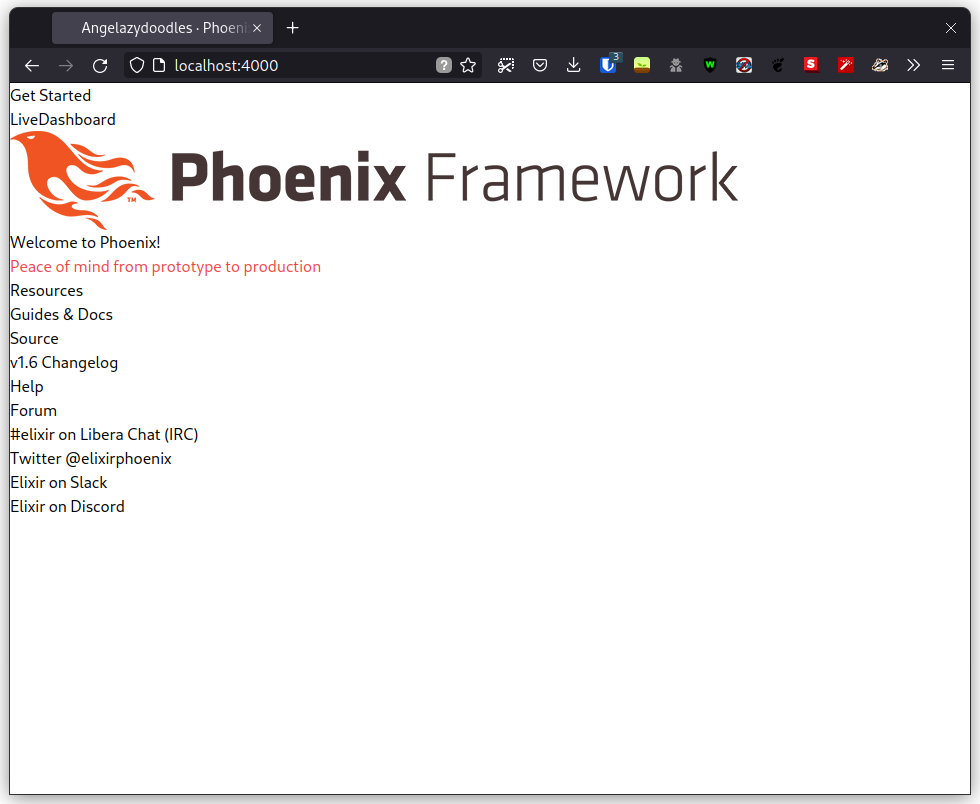 Angelazydoodles · Phoeni
localhost:4000
3
Get Started
LiveDashboard
Phoenix Framework
TM
Welcome to Phoenix!
Peace of mind from prototype to production
Resources
Guides & Docs
Source
v1.6 Changelog
Help
Forum
#elixir on Libera Chat (IRC)
Twitter @elixirphoenix
Elixir on Slack
Elixir on Discord